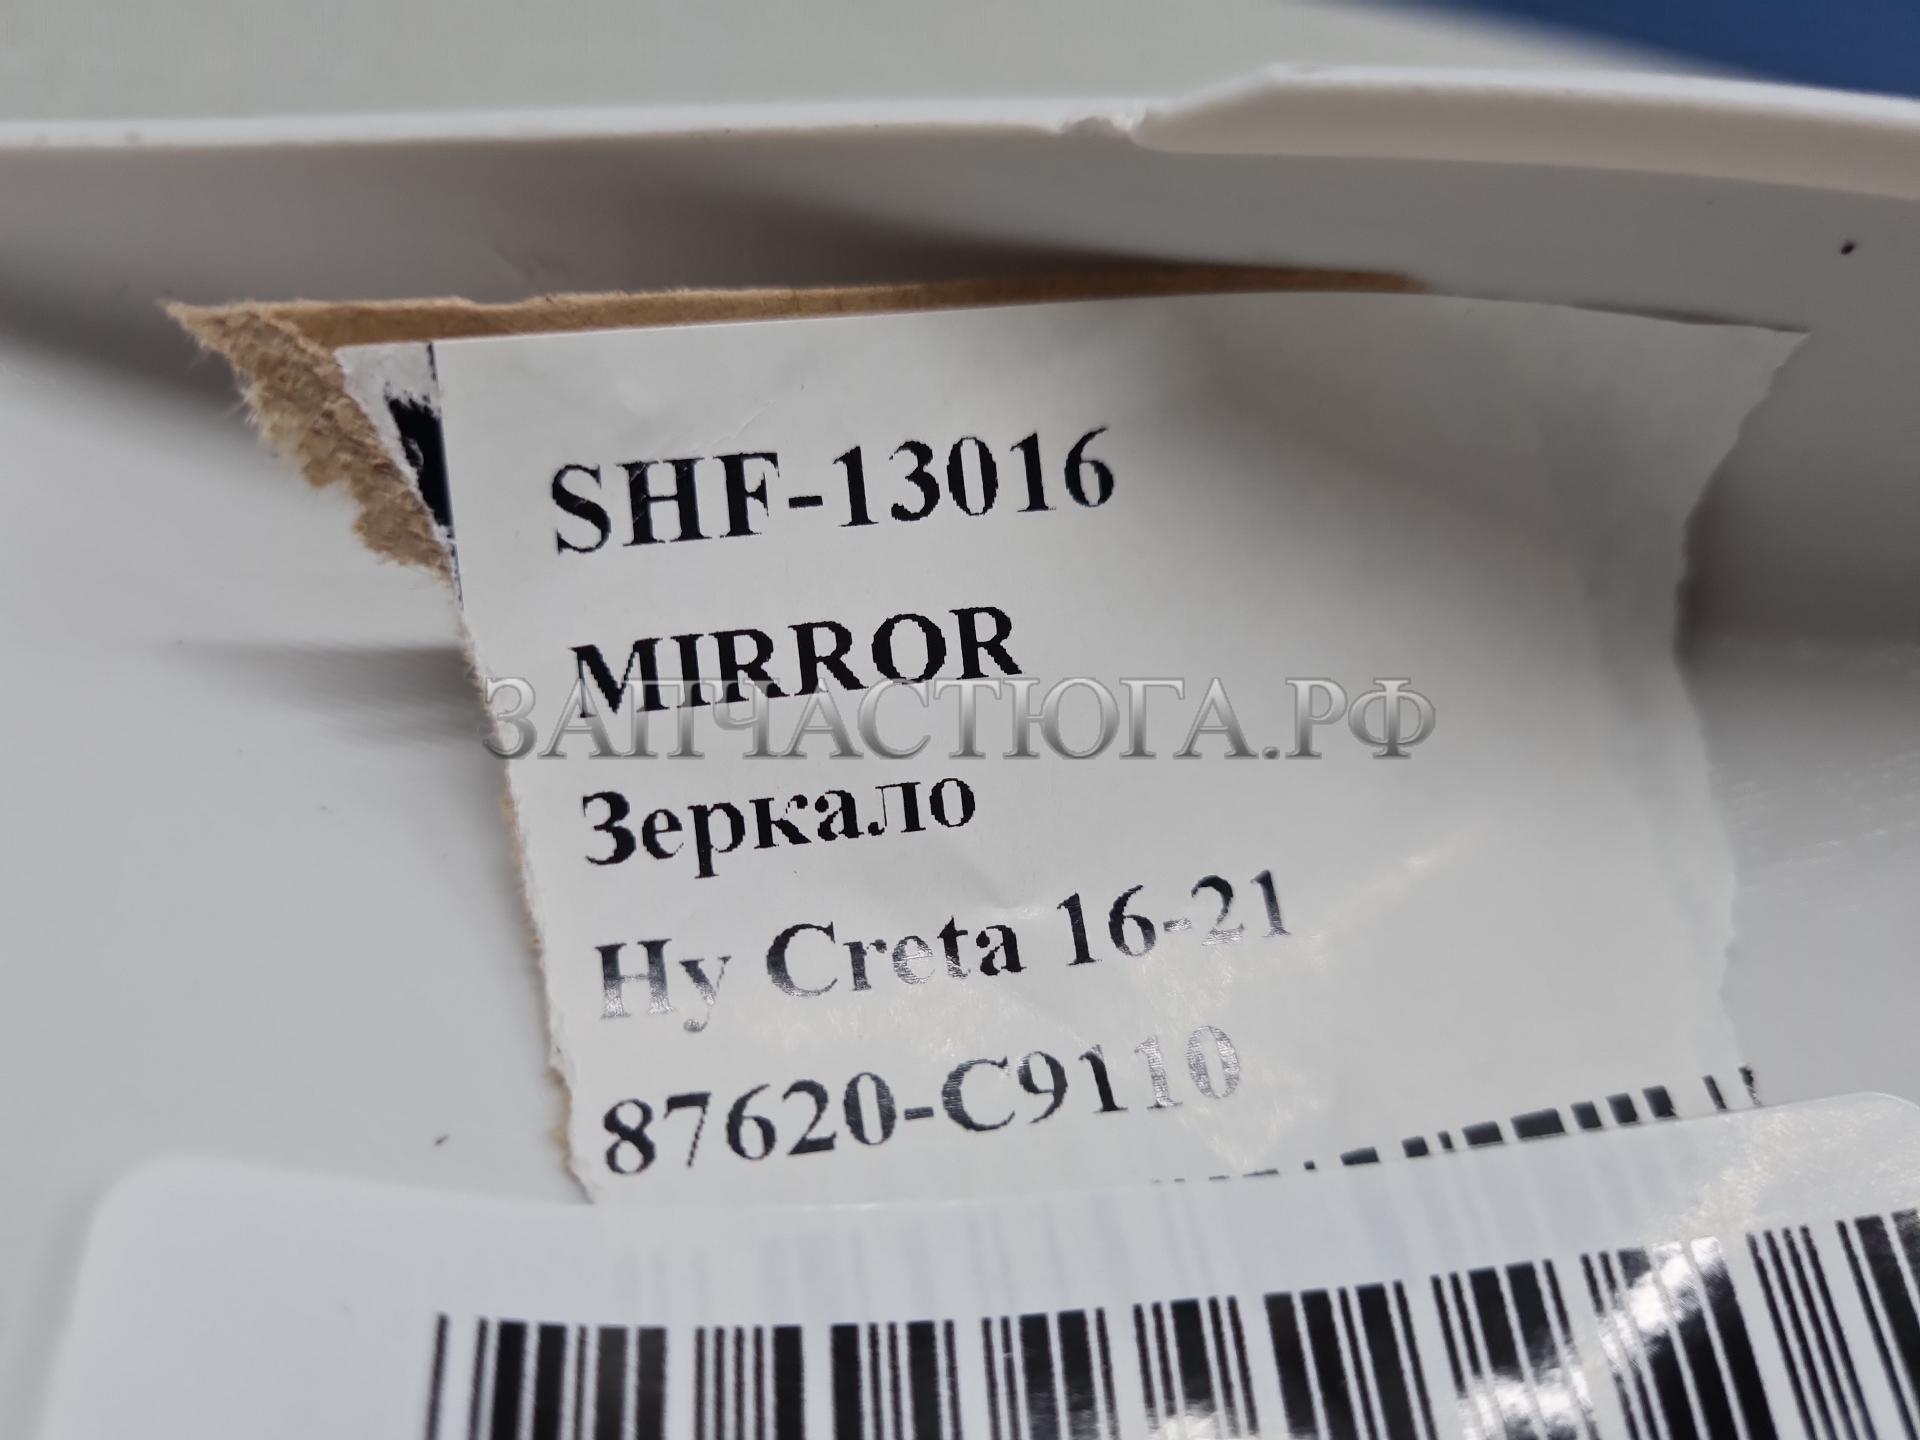 SHF-13016
MIRROR
ЗАПЧАСТЮГА.РФ
Зеркало
Hy Creta 16-21
87620-C9110